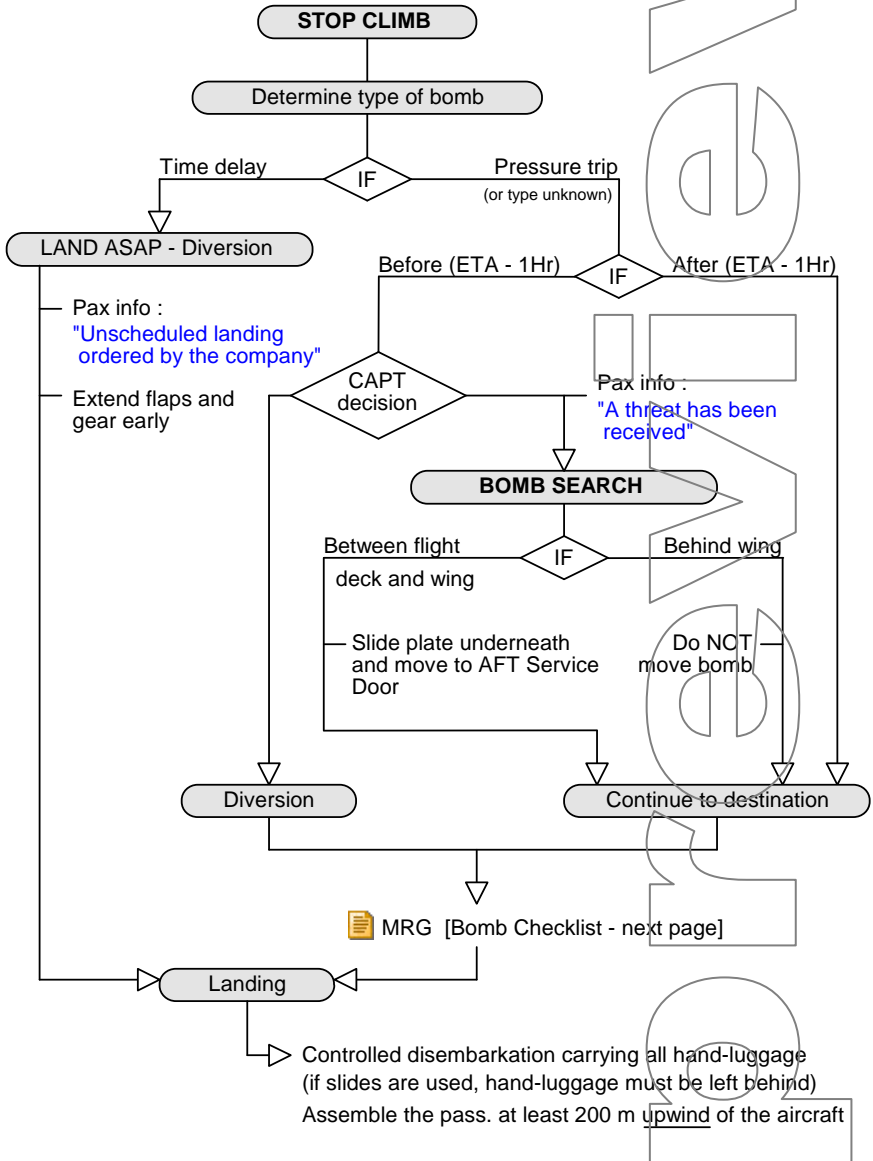 STOP CLIMB
Determine type of bomb
Time delay
IF
Pressure trip
(or type unknown)
LAND ASAP - Diversion
Before (ETA - 1Hr)
IF
After (ETA - 1Hr)
Pax info :
"Unscheduled landing
ordered by the company"
Extend flaps and
gear early
CAPT
decision
Pax info :
"A threat has been
received"
BOMB SEARCH
Between flight
deck and wing
IF
Behind wing
Slide plate underneath
and move to AFT Service
Door
Do NOT
move bomb
Diversion
Continue to destination
MRG [Bomb Checklist - next page]
Landing
Controlled disembarkation carrying all hand-luggage
(if slides are used, hand-luggage must be left behind)
Assemble the pass. at least 200 m upwind of the aircraft